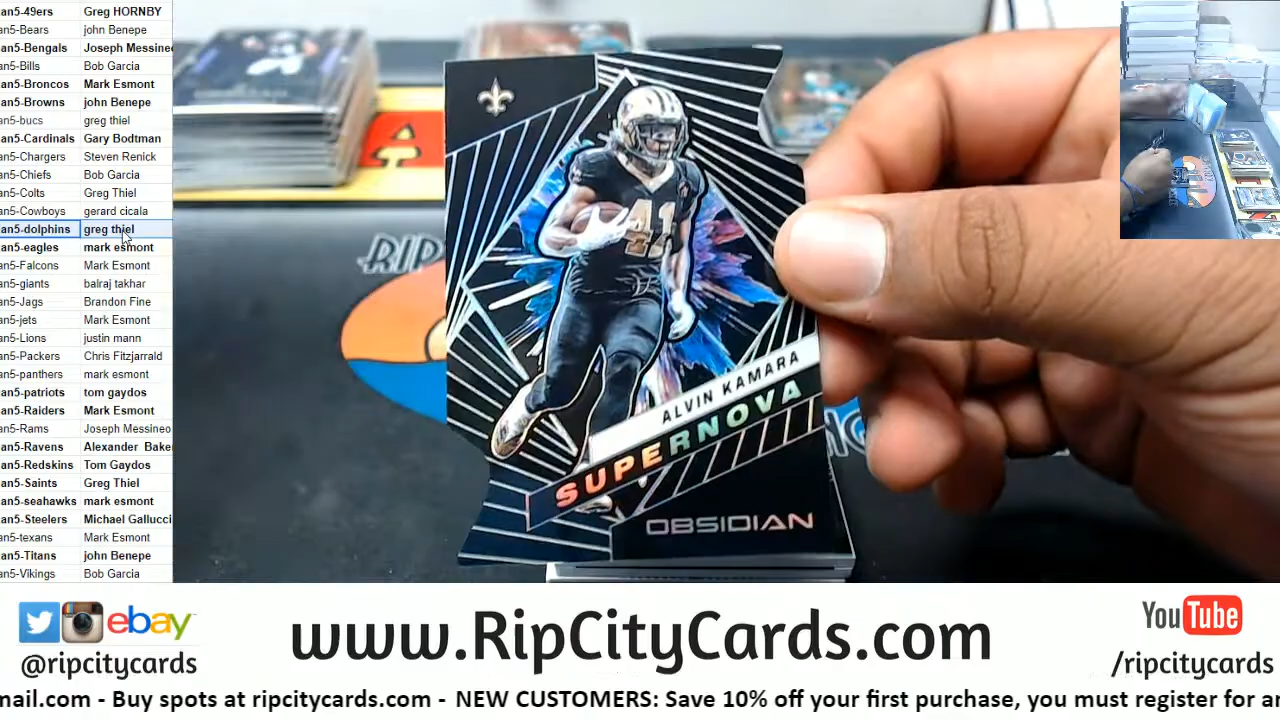 an5-49ers Greg HORNBY
an5-Bears john Benepe
an5-Bengals Joseph Messineo
an5-Bills Bob Garcia
an5-Broncos Mark Esmont
an5-Browns john Benepe
an5-bucs greg thiel
an5-Cardinals Gary Bodtman
an5-Chargers Steven Renick
an5-Chiefs Bob Garcia
an5-Colts Greg Thiel
an5-Cowboys gerard cicala
an5-dolphins greg thiel
an5-eagles mark esmont
an5-Falcons Mark Esmont
an5-giants balraj takhar
an5-Jags Brandon Fine
an5-jets Mark Esmont
an5-Lions justin mann
an5-Packers Chris Fitzjarrald
an5-panthers mark esmont
an5-patriots tom gaydos
an5-Raiders Mark Esmont
an5-Rams Joseph Messineo
an5-Ravens Alexander Bake
an5-Redskins Tom Gaydos
an5-Saints Greg Thiel
an5-seahawks mark esmont
an5-Steelers Michael Gallucci
an5-texans Mark Esmont
an5-Titans john Benepe
an5-Vikings Bob Garcia
RIP
41
ALVIN KAMARA
SUPERNOVA
OBSIDIAN
ebay
@ripcitycards
www.RipCityCards.com
YouTube
/ripcitycards
mail.com - Buy spots at ripcitycards.com - NEW CUSTOMERS: Save 10% off your first purchase, you must register for a